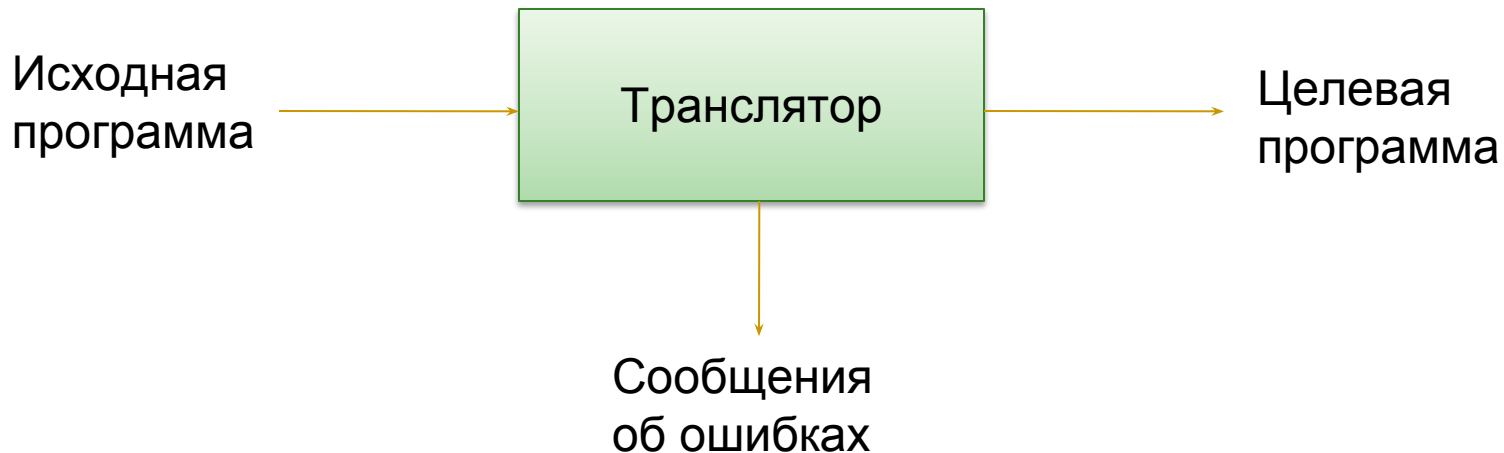 Исходная
программа
Транслятор
Целевая
программа
Сообщения
об ошибках